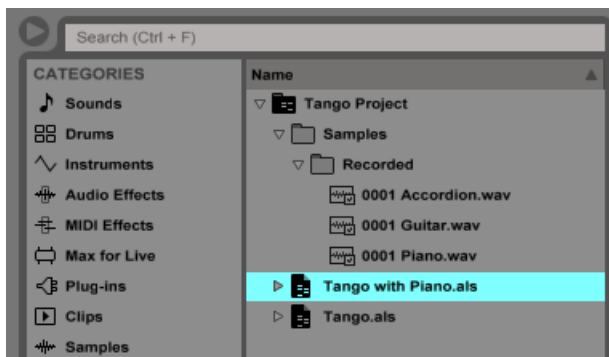 Search (Ctrl + F)
CATEGORIES
Sounds
Drums
Instruments
Audio Effects
MIDI Effects
Max for Live
Plug-ins
Clips
Samples
Name
Tango Project
Samples
Recorded
0001 Accordion.wav
0001 Guitar.wav
0001 Piano.wav
Tango with Piano.als
Tango.als